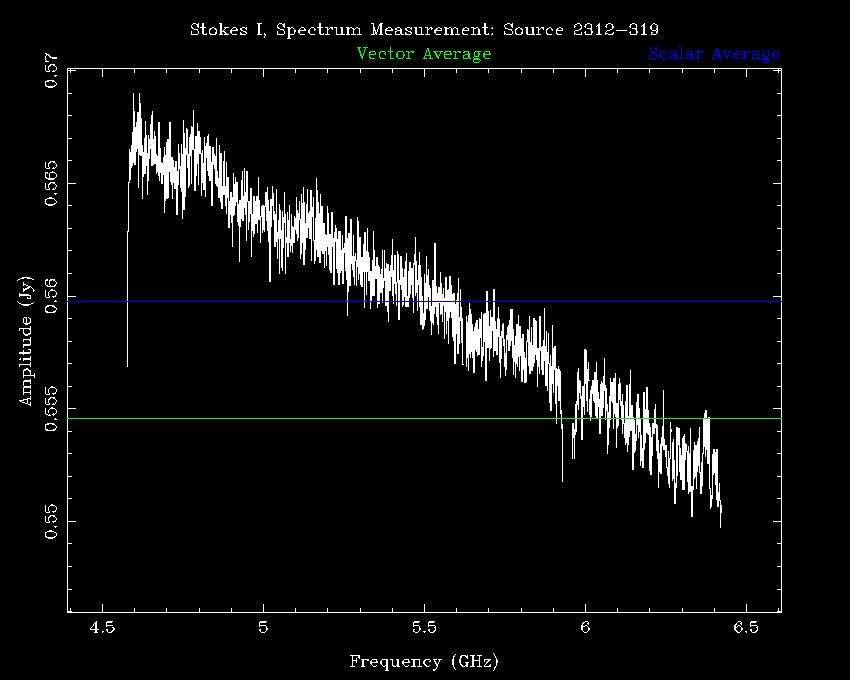 Stokes I, Spectrum Measurement: Source 2312-319
Vector Average Scalar Average
0.57
0.565
0.56
0.555
0.55
Amplitude (Jy)
4.5 5 5.5 6 6.5
Frequency (GHz)